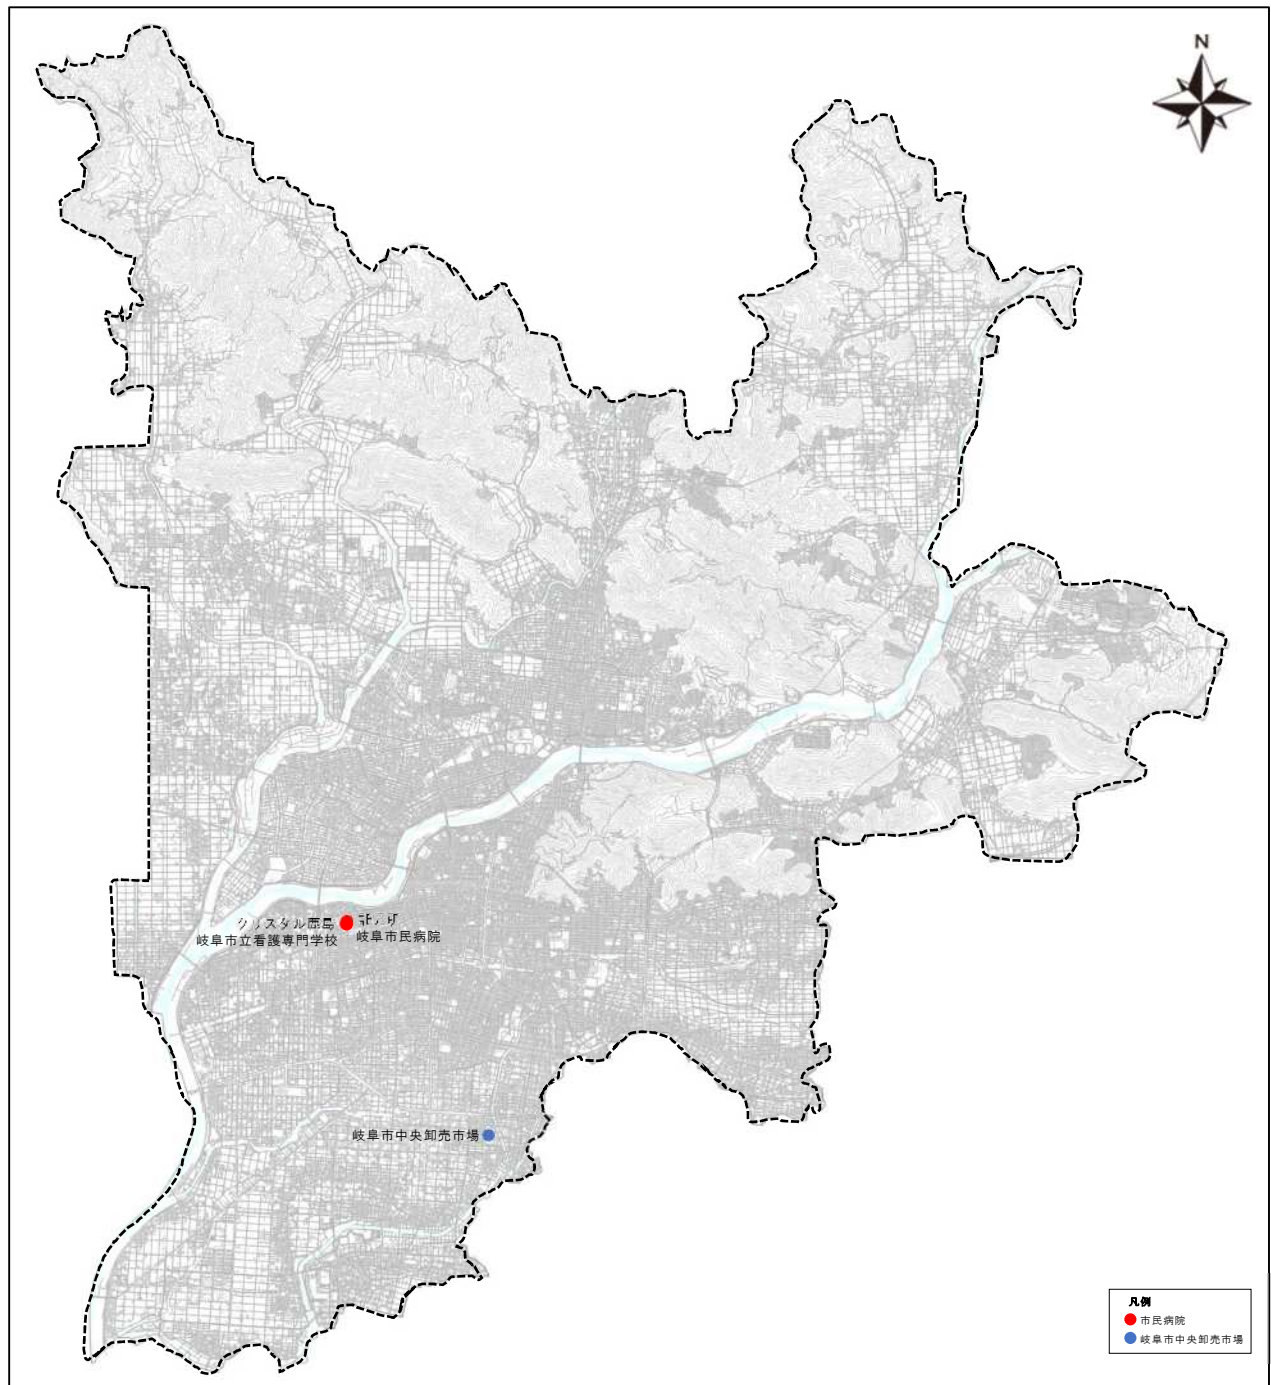 N
クリスタル西島
岐阜市立看護専門学校
岐阜市民病院
岐阜市中央卸売市場
凡例
市民病院
岐阜市中央卸売市場